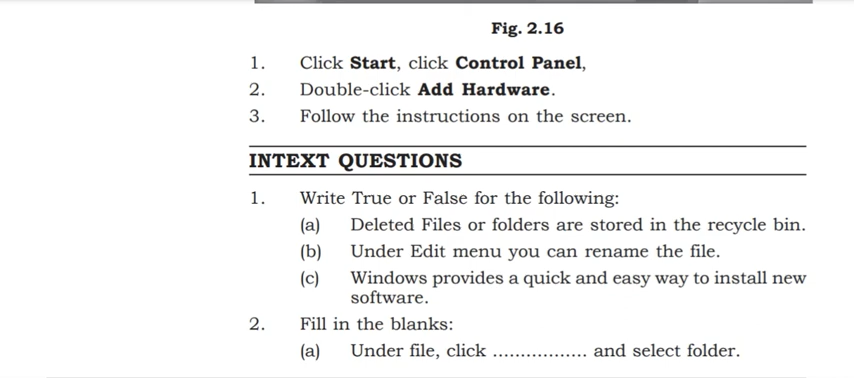 Fig. 2.16
1. Click Start, click Control Panel,
2. Double-click Add Hardware.
3. Follow the instructions on the screen.
INTEXT QUESTIONS
1. Write True or False for the following:
(a) Deleted Files or folders are stored in the recycle bin.
(b) Under Edit menu you can rename the file.
(c) Windows provides a quick and easy way to install new
software.
2. Fill in the blanks:
(a) Under file, click ................. and select folder.